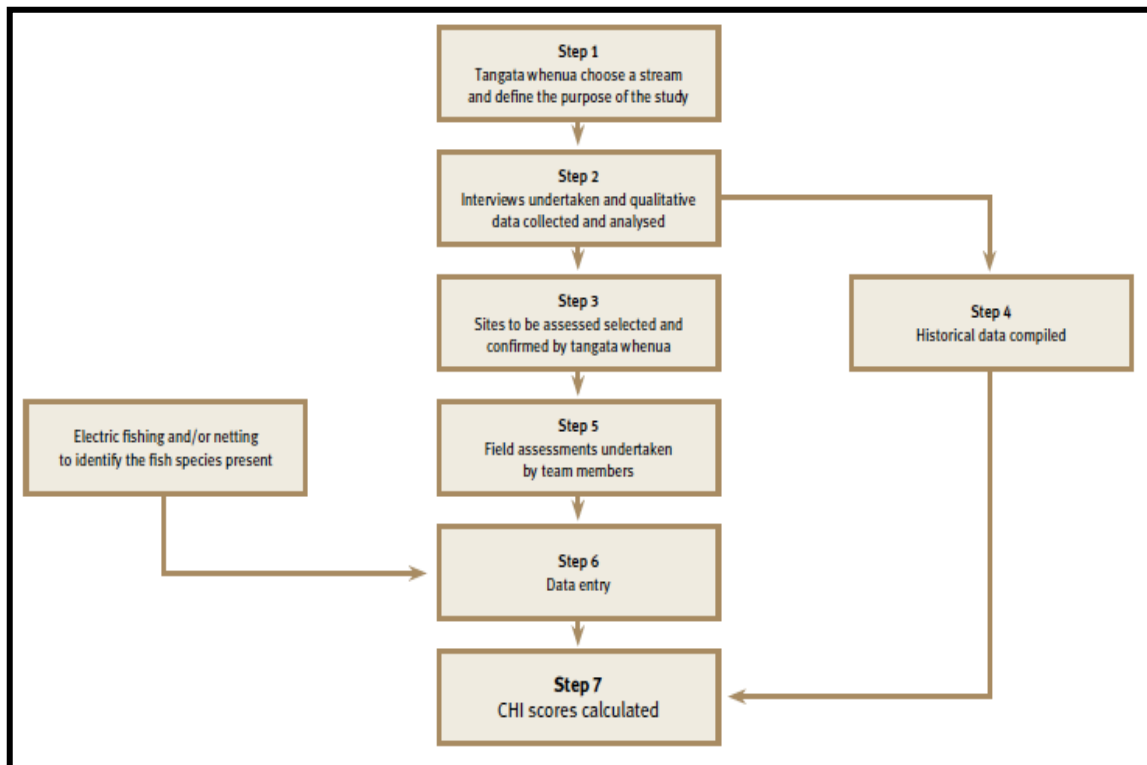 Step 1
Tangata whenua choose a stream
and define the purpose of the study
Step 2
Interviews undertaken and qualitative
data collected and analysed
Step 3
Sites to be assessed selected and
confirmed by tangata whenua
Step 4
Historical data compiled
Electric fishing and/or netting
to identify the fish species present
Step 5
Field assessments undertaken
by team members
Step 6
Data entry
Step 7
CHI scores calculated